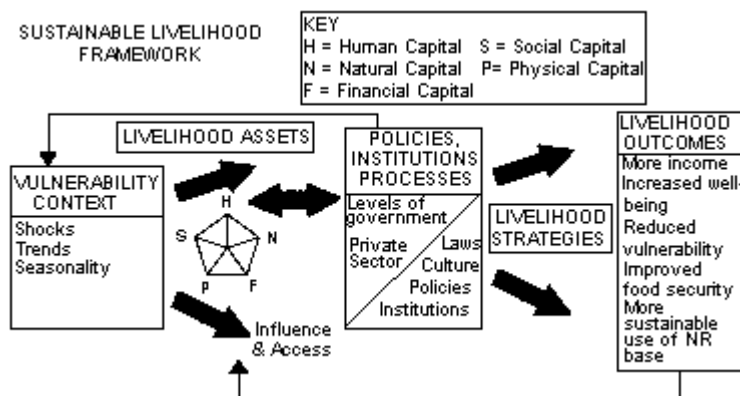 SUSTAINABLE LIVELIHOOD
FRAMEWORK
KEY
H = Human Capital S = Social Capital
N = Natural Capital P= Physical Capital
F = Financial Capital
LIVELIHOOD ASSETS
POLICIES,
INSTITUTIONS
PROCESSES
LIVELIHOOD
OUTCOMES
VULNERABILITY
CONTEXT
Shocks
Trends
Seasonality
H
S
N
P
F
Influence
& Access
Levels of
government
Private
Sector
Laws
Culture
Policies
Institutions
LIVELIHOOD
STRATEGIES
More income
Increased well-
being
Reduced
vulnerability
Improved
food security
More
sustainable
use of NR
base